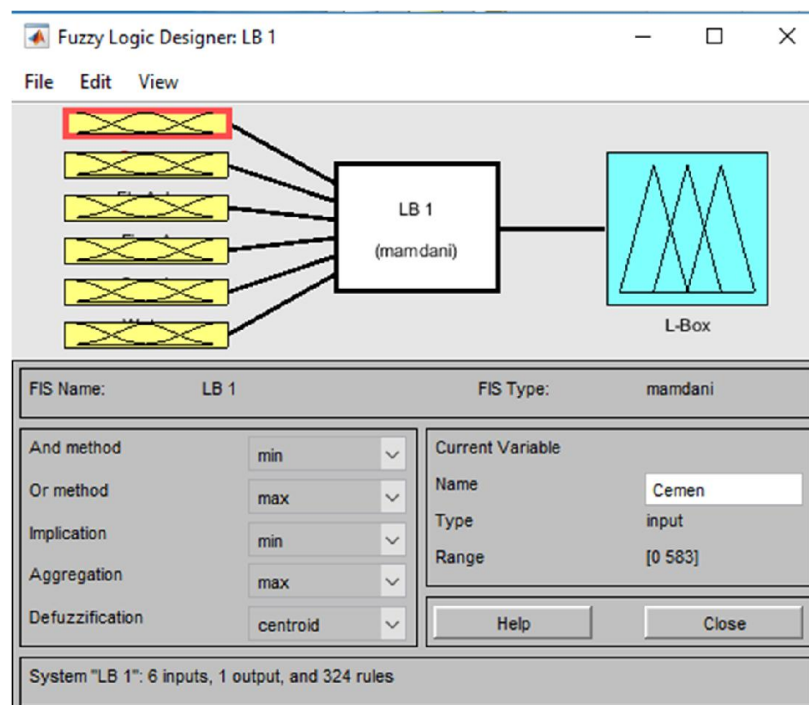 Fuzzy Logic Designer: LB 1
File Edit View
LB 1
(mamdani)
L-Box
FIS Name: LB 1 FIS Type: mamdani
And method min
Or method max
Implication min
Aggregation max
Defuzzification centroid
Current Variable
Name Cemen
Type input
Range [0 583]
Help Close
System "LB 1": 6 inputs, 1 output, and 324 rules